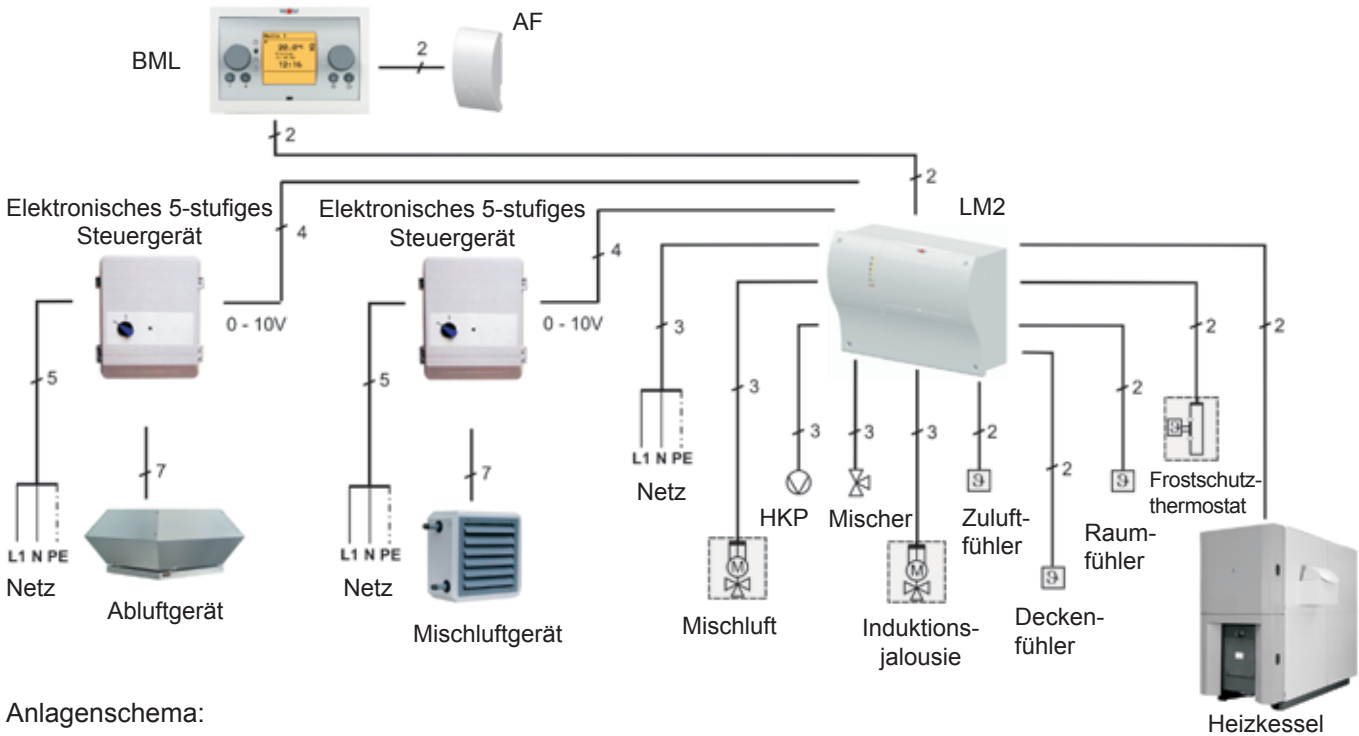 AF
BML
2
2
2
Elektronisches 5-stufiges
Steuergerät
Elektronisches 5-stufiges
Steuergerät
LM2
4
4
0 - 10V
0 - 10V
3
2
2
5
5
3
2
3
3
3
2
2
7
7
L1 N PE
Netz
HKP
Mischer
Zuluft-
fühler
Raum-
fühler
Frostschutz-
thermostat
L1 N PE
Netz
Abluftgerät
L1 N PE
Netz
Mischluftgerät
M
Mischluft
M
Induktions-
jalousie
Decken-
fühler
Heizkessel
Anlagenschema: